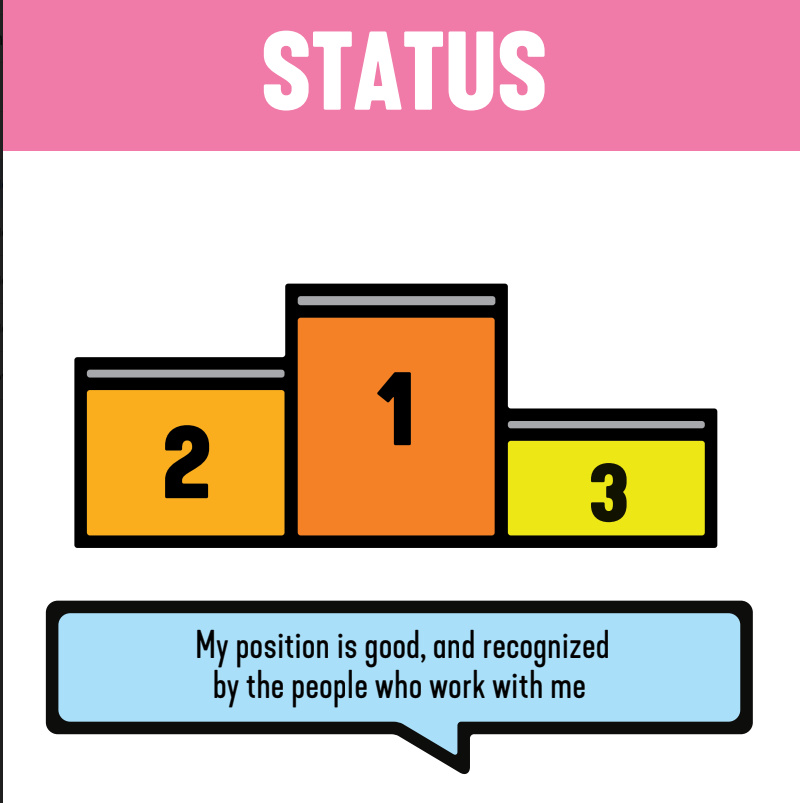 STATUS
2
1
3
My position is good, and recognized
by the people who work with me